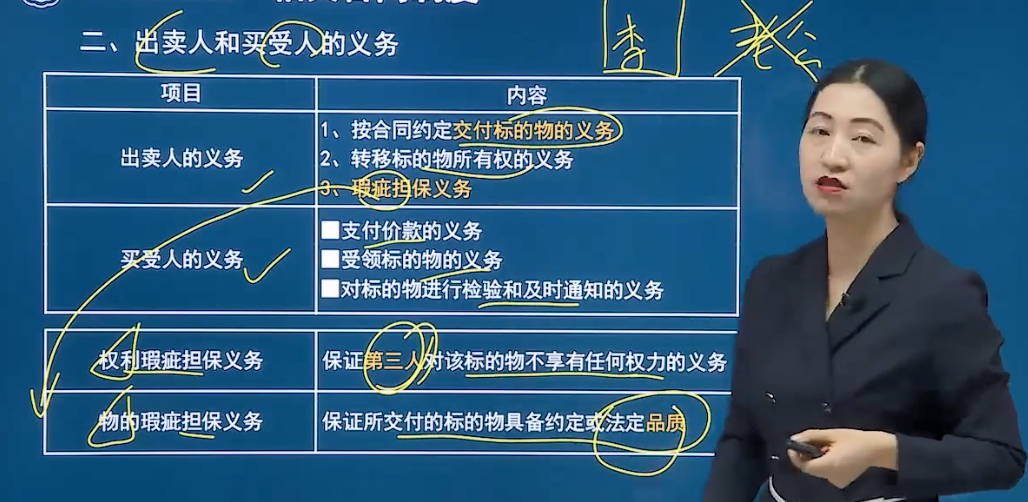 二、出卖人和买受人的义务
李
项目
内容
出卖人的义务
1、按合同约定交付标的物的义务
2、转移标的物所有权的义务
3、瑕疵担保义务
买受人的义务
■支付价款的义务
■受领标的物的义务
■对标的物进行检验和及时通知的义务
权利瑕疵担保义务
保证第三人对该标的物不享有任何权力的义务
物的瑕疵担保义务
保证所交付的标的物具备约定或法定品质